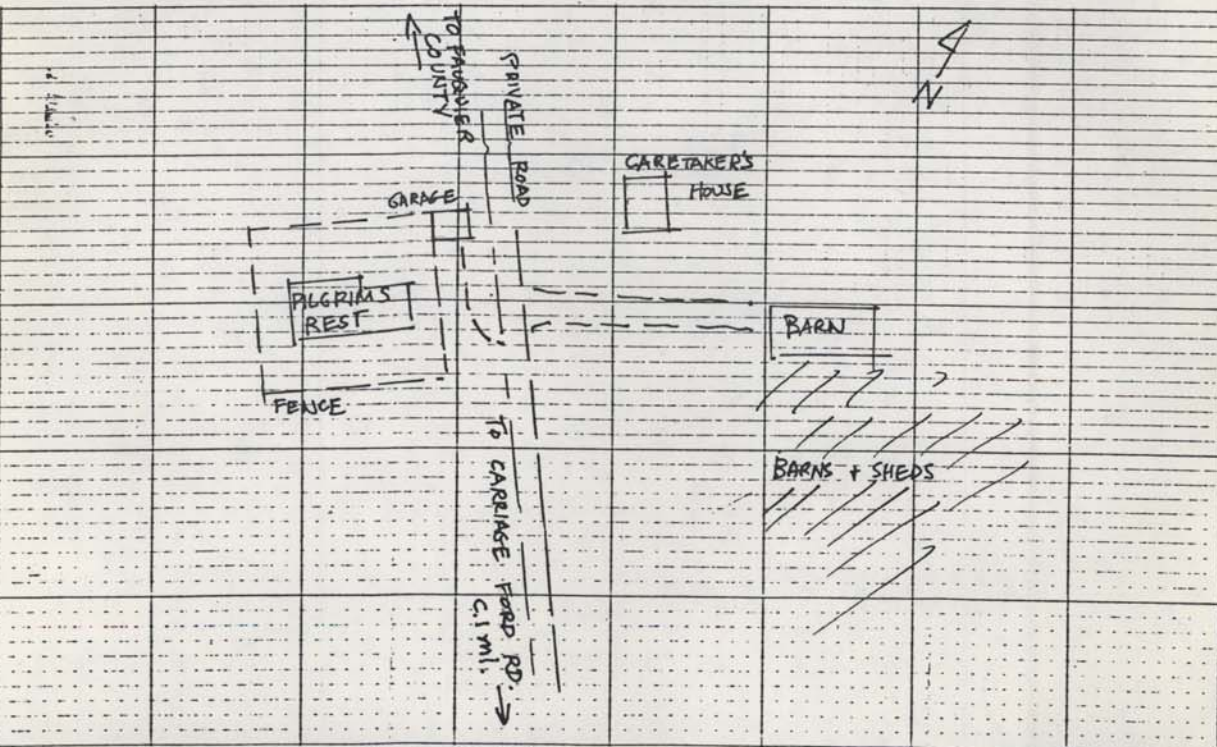 TO FAUQUIER
COUNTY
PRIVATE ROAD
N
CARETAKER'S
HOUSE
GARAGE
PILGRIM'S
REST
BARN
FENCE
BARNS + SHEDS
TO CARRIAGE FORD RD.
C.1 mi.